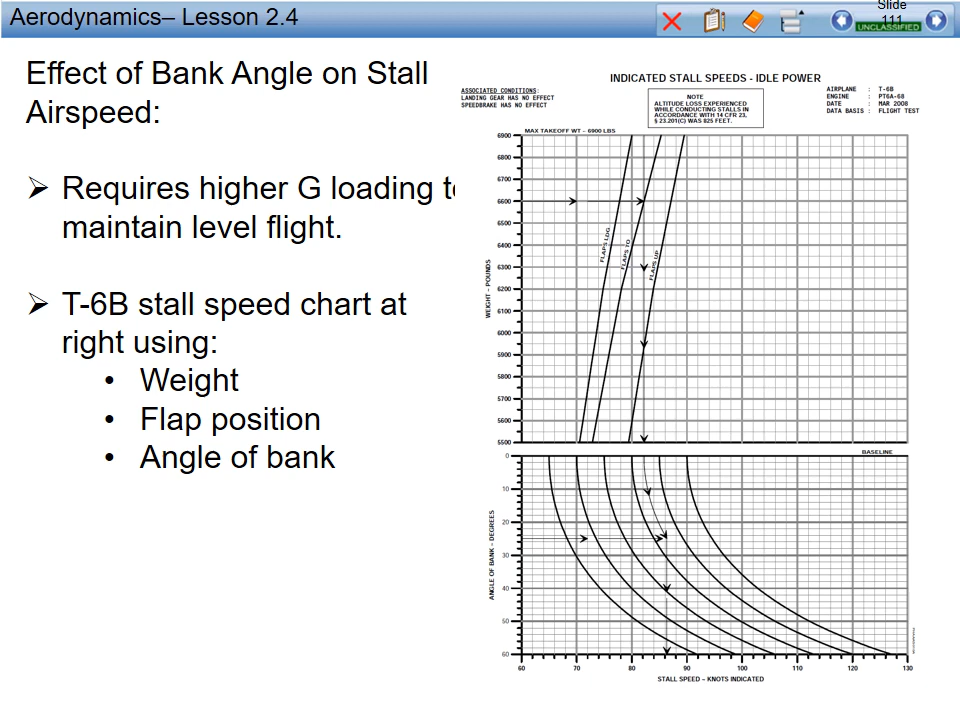 Aerodynamics– Lesson 2.4
Slide
111
UNCLASSIFIED
Effect of Bank Angle on Stall
Airspeed:
➢ Requires higher G loading to
maintain level flight.
➢ T-6B stall speed chart at
right using:
• Weight
• Flap position
• Angle of bank
INDICATED STALL SPEEDS - IDLE POWER
ASSOCIATED CONDITIONS:
LANDING GEAR HAS NO EFFECT
SPEEDBRAKE HAS NO EFFECT
NOTE
ALTITUDE LOSS EXPERIENCED
WHILE CONDUCTING STALLS IN
ACCORDANCE WITH 14 CFR 23,
§ 23.201(C) WAS 825 FEET.
AIRPLANE : T-6B
ENGINE : PT6A-68
DATE : MAR 2008
DATA BASIS : FLIGHT TEST
MAX TAKEOFF WT - 6900 LBS
6900
6800
6700
6600
6500
6400
6300
6200
6100
6000
5900
5800
5700
5600
5500
WEIGHT - POUNDS
FLAPS LDG
FLAPS TO
FLAPS UP
BASELINE
0
10
20
30
40
50
60
ANGLE OF BANK - DEGREES
60 70 80 90 100 110 120 130
STALL SPEED – KNOTS INDICATED